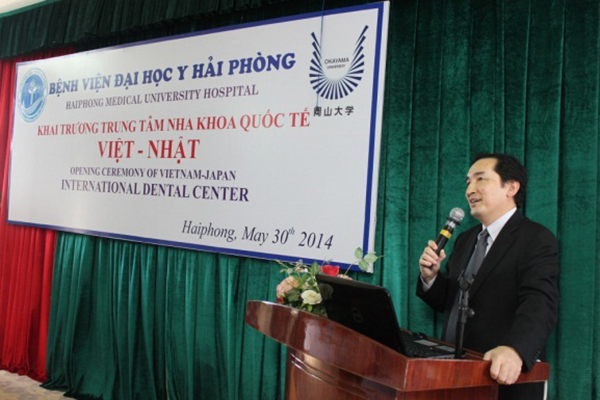 BỆNH VIỆN ĐẠI HỌC Y HẢI PHÒNG
HAIPHONG MEDICAL UNIVERSITY HOSPITAL
KHAI TRƯƠNG TRUNG TÂM NHA KHOA QUỐC TẾ
VIỆT - NHẬT
OPENING CEREMONY OF VIETNAM-JAPAN
INTERNATIONAL DENTAL CENTER
Haiphong, May 30th 2014
OKAYAMA
UNIVERSITY
岡山大学